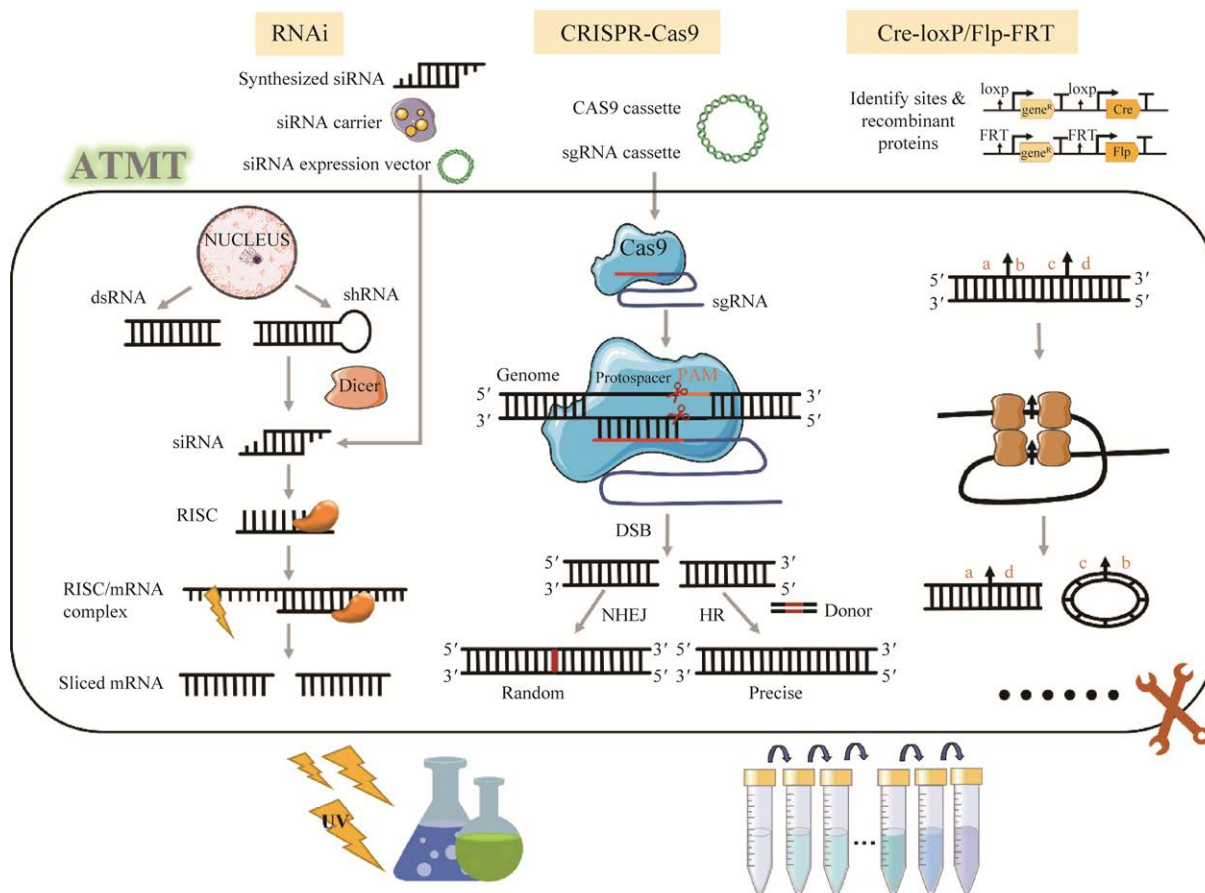 RNAi
CRISPR-Cas9
Cre-loxP/Flp-FRT
Synthesized siRNA
siRNA carrier
siRNA expression vector
CAS9 cassette
sgRNA cassette
Identify sites &
recombinant
proteins
loxp
loxp
gene^R
Cre
FRT
FRT
gene^R
Flp
ATMT
NUCLEUS
dsRNA
shRNA
Dicer
siRNA
RISC
RISC/mRNA
complex
Sliced mRNA
Cas9
sgRNA
Genome
Protospacer
PAM
5′
3′
3′
5′
DSB
5′
3′
3′
5′
NHEJ
HR
Donor
5′
3′
3′
5′
Random
5′
3′
3′
5′
Precise
a b c d
5′
3′
3′
5′
a d
c b
UV